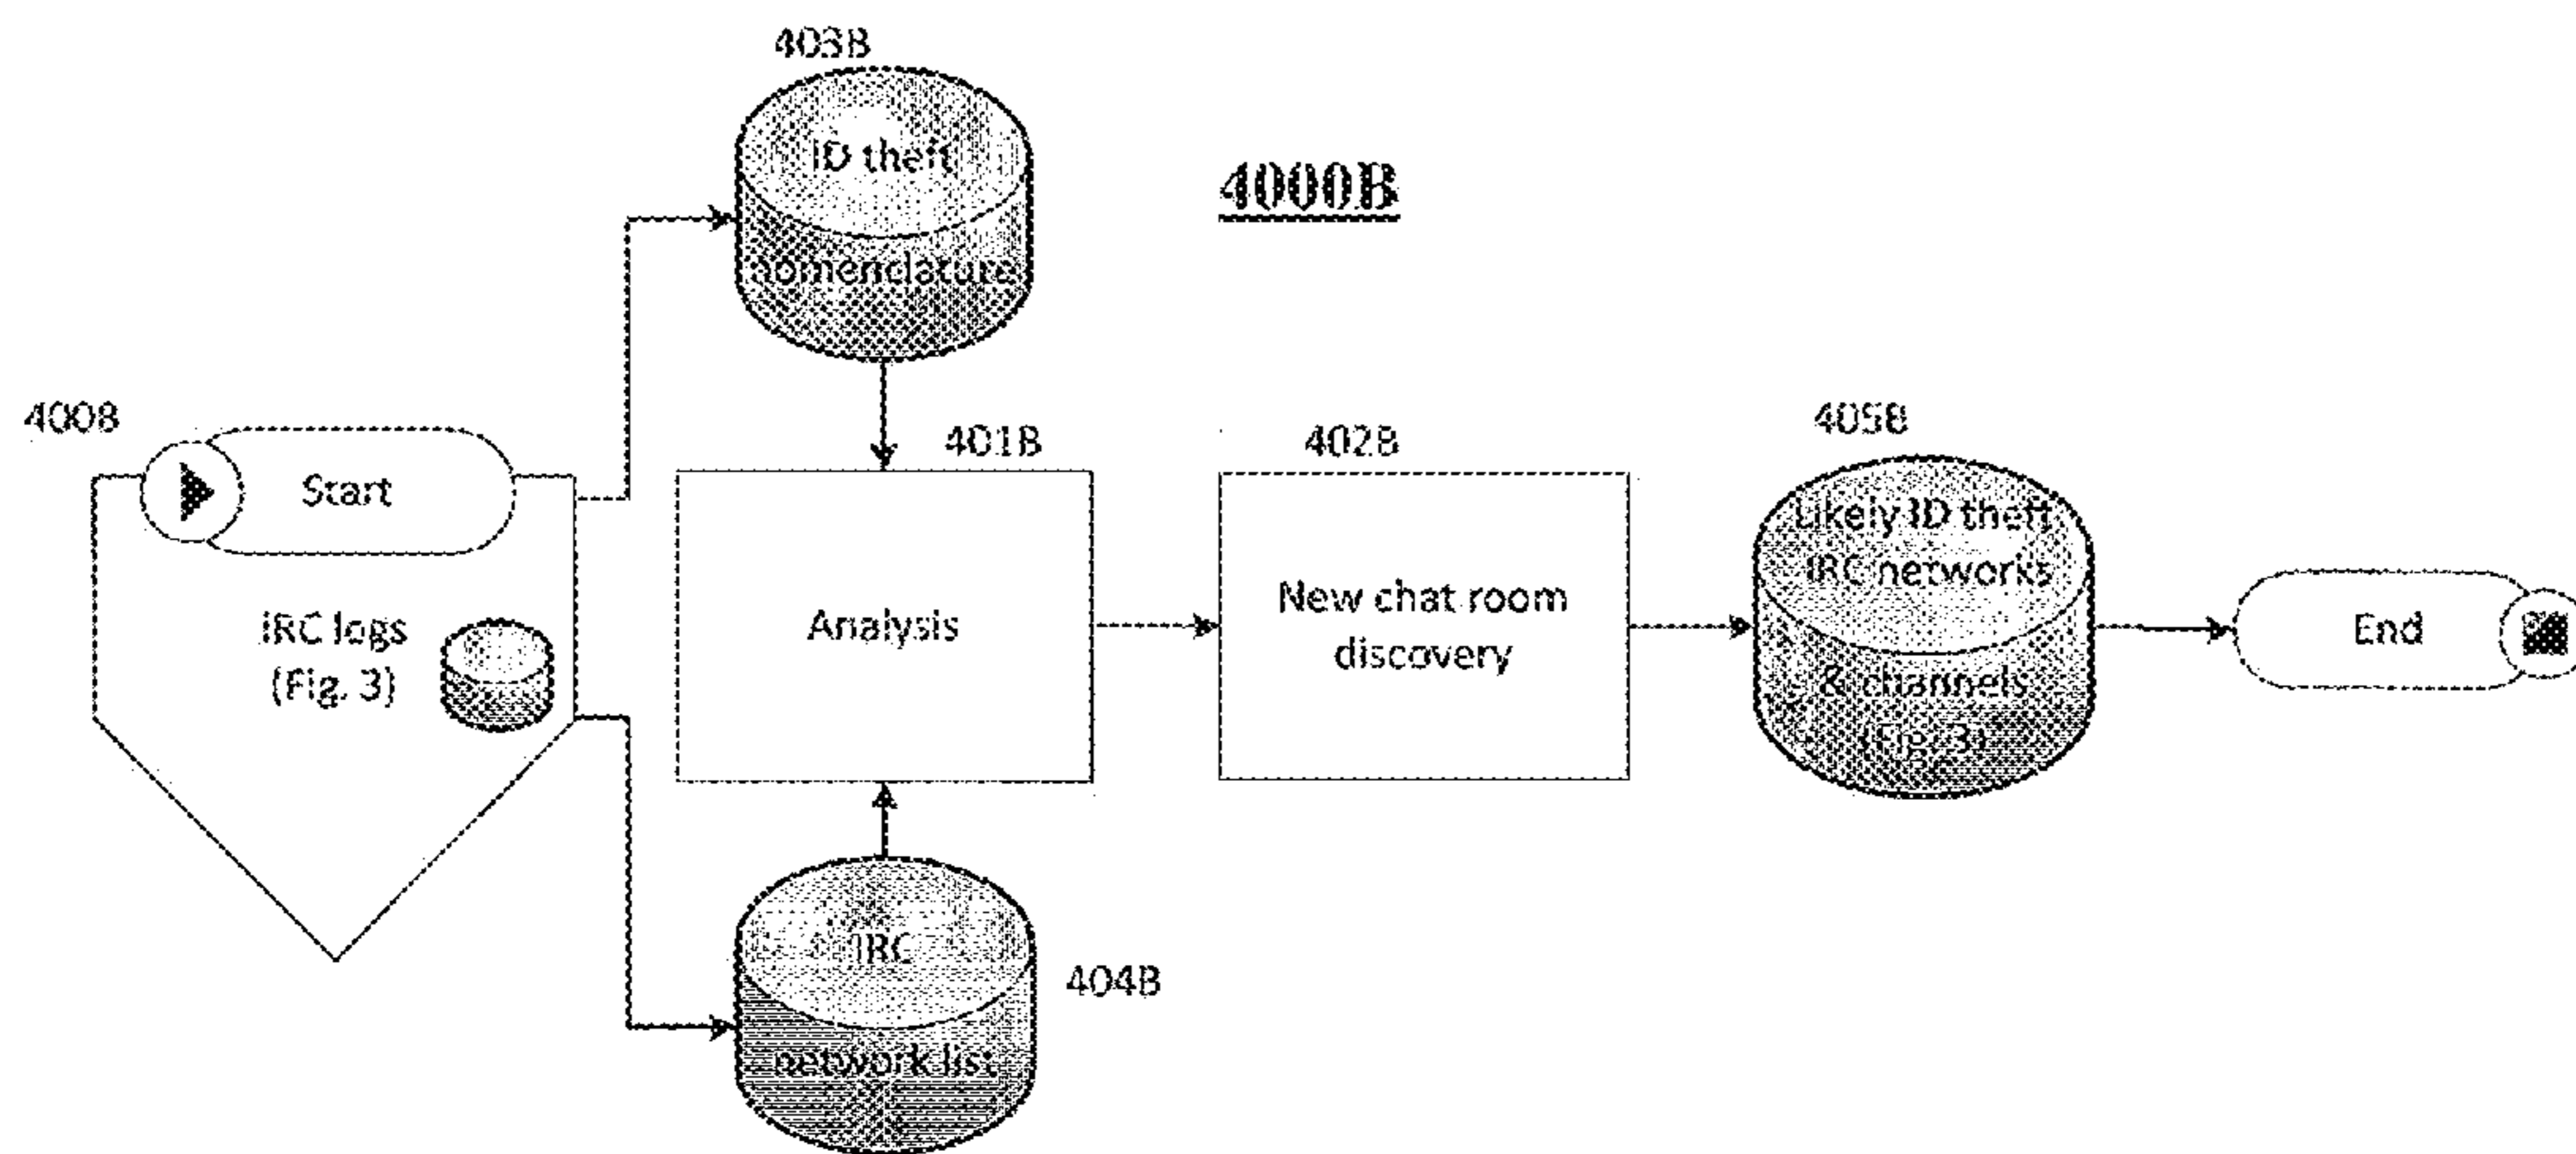 403B
ID theft
nomenclature
4000B
400B
Start
IRC logs
(Fig. 3)
401B
Analysis
402B
New chat room
discovery
405B
Likely ID theft
IRC networks
& channels
(Fig. 3)
End
IRC
network list
404B